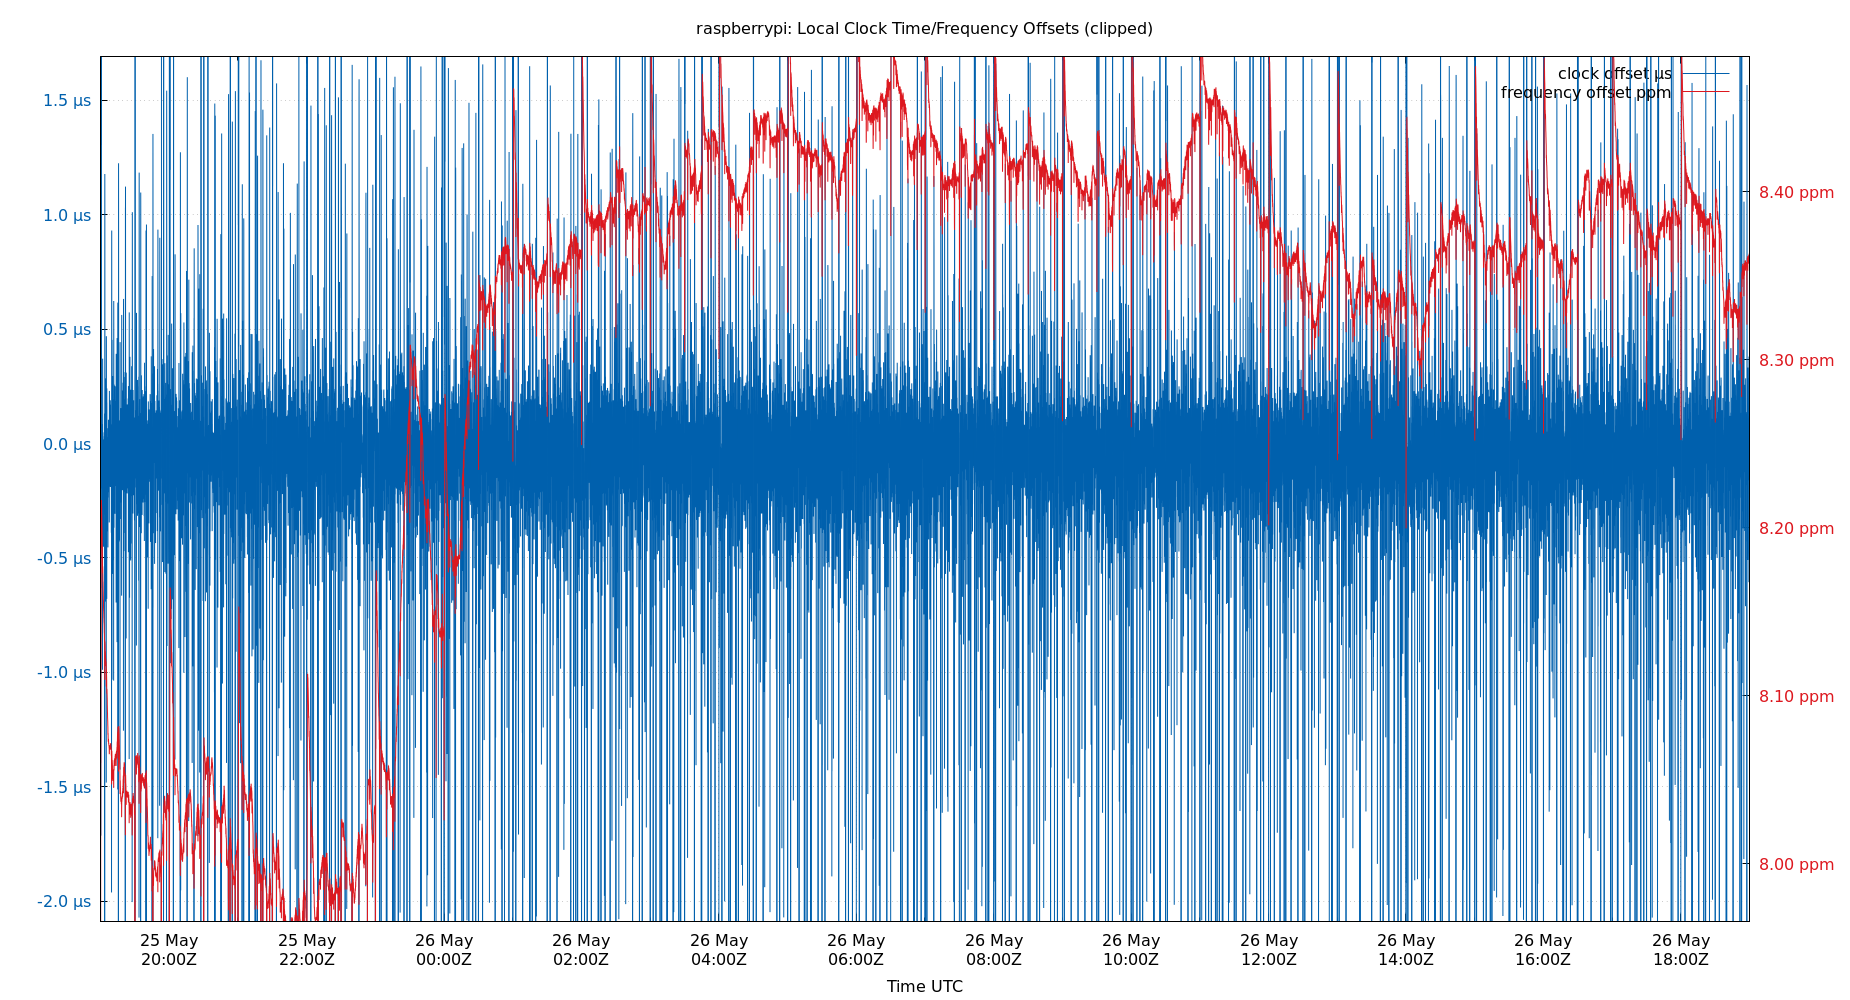 raspberrypi: Local Clock Time/Frequency Offsets (clipped)
clock offset µs
frequency offset ppm
1.5 µs
1.0 µs
0.5 µs
0.0 µs
-0.5 µs
-1.0 µs
-1.5 µs
-2.0 µs
8.40 ppm
8.30 ppm
8.20 ppm
8.10 ppm
8.00 ppm
25 May
20:00Z
25 May
22:00Z
26 May
00:00Z
26 May
02:00Z
26 May
04:00Z
26 May
06:00Z
26 May
08:00Z
26 May
10:00Z
26 May
12:00Z
26 May
14:00Z
26 May
16:00Z
26 May
18:00Z
Time UTC